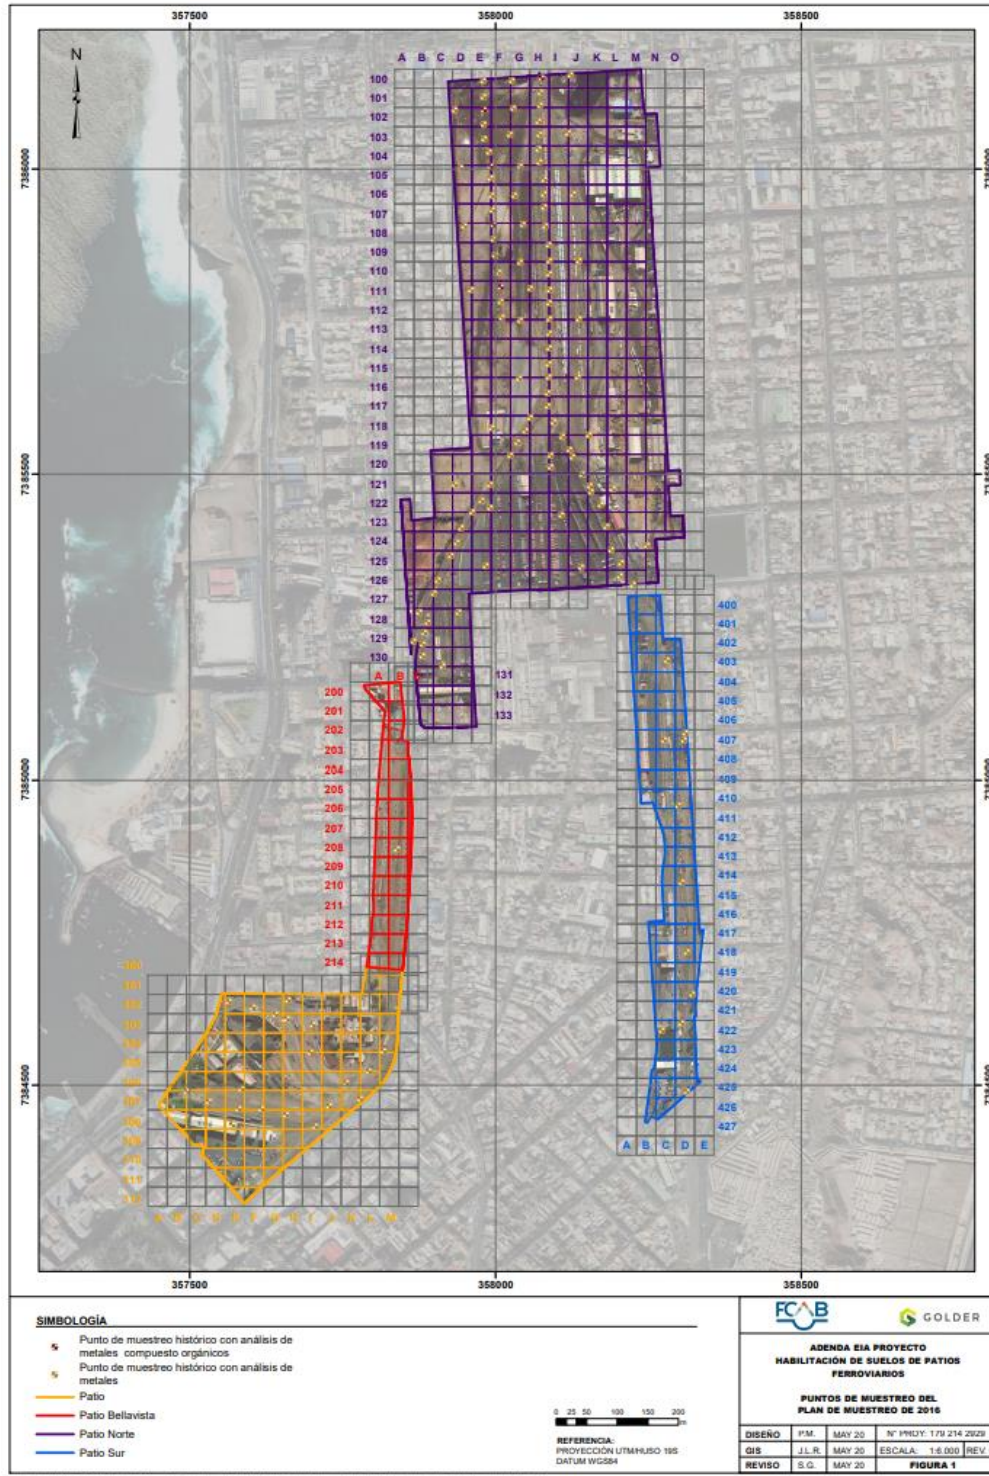 357500 358000 358500
N
A B C D E F G H I J K L M N O
100
101
102
103
104
7386000
105
106
107
108
109
110
111
112
113
114
115
116
117
118
119
120
121
122
123
124
125
126
127
128
129
130
131
132
133
400
401
402
403
404
405
406
407
408
409
410
411
412
413
414
415
416
417
418
419
420
421
422
423
424
425
426
427
A B C D E
A B
200
201
202
203
204
205
206
207
208
209
210
211
212
213
214
357500 358000 358500
SIMBOLOGÍA
Punto de muestreo histórico con análisis de
metales compuesto orgánicos
Punto de muestreo histórico con análisis de
metales
Patio
Patio Bellavista
Patio Norte
Patio Sur
0 25 50 100 150 200
m
REFERENCIA:
PROYECCIÓN UTM/HUSO 19S
DATUM WGS84
FCAB GOLDER
ADENDA EIA PROYECTO
HABILITACIÓN DE SUELOS DE PATIOS
FERROVIARIOS
PUNTOS DE MUESTREO DEL
PLAN DE MUESTREO DE 2016
DISEÑO P.M. MAY 20 N° PROY: 179 214 2929
GIS J.L.R. MAY 20 ESCALA: 1:6.000 REV.
REVISO S.G. MAY 20 FIGURA 1